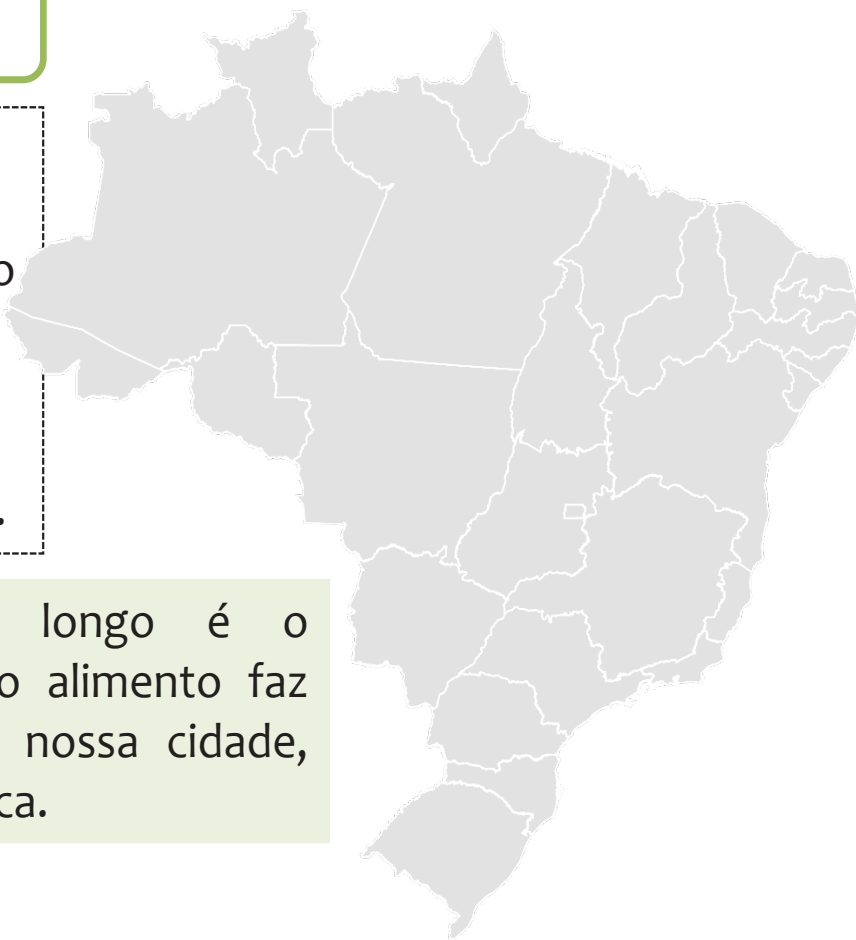 o
.
longo é o
o alimento faz
nossa cidade,
ca.